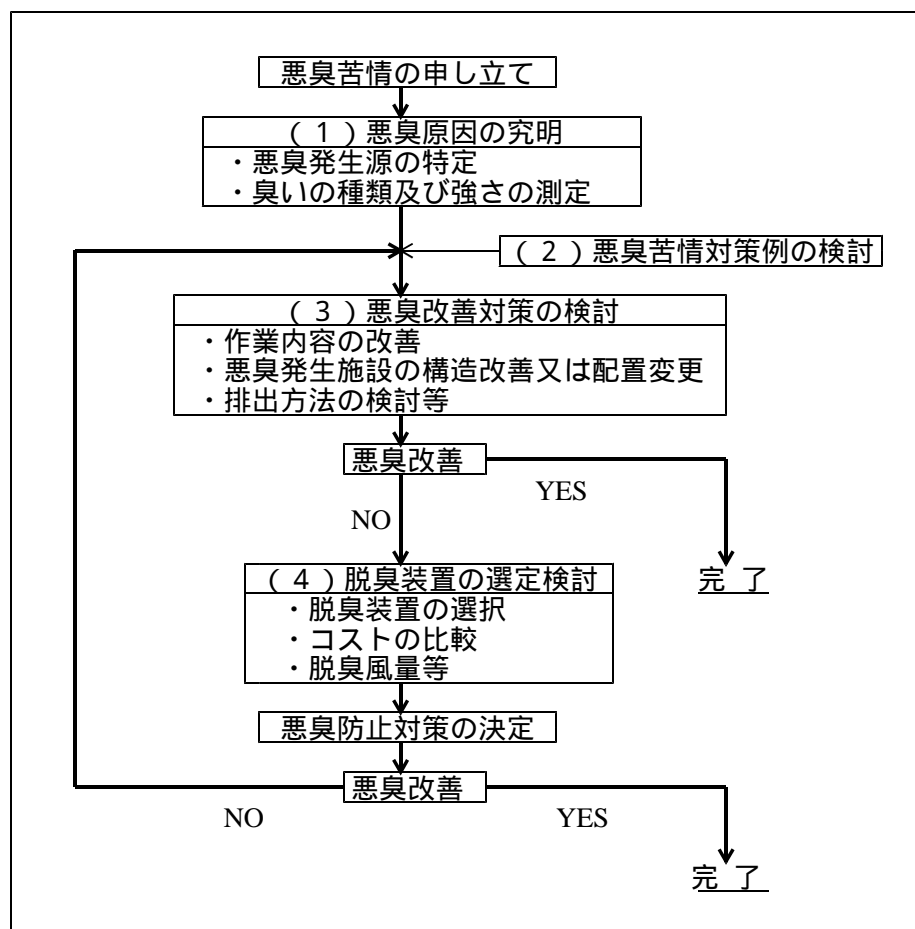 悪臭苦情の申し立て
(1)悪臭原因の究明
・悪臭発生源の特定
・臭いの種類及び強さの測定
(2)悪臭苦情対策例の検討
(3)悪臭改善対策の検討
・作業内容の改善
・悪臭発生施設の構造改善又は配置変更
・排出方法の検討等
悪臭改善
YES
NO
完 了
(4)脱臭装置の選定検討
・脱臭装置の選択
・コストの比較
・脱臭風量等
悪臭防止対策の決定
悪臭改善
NO
YES
完 了